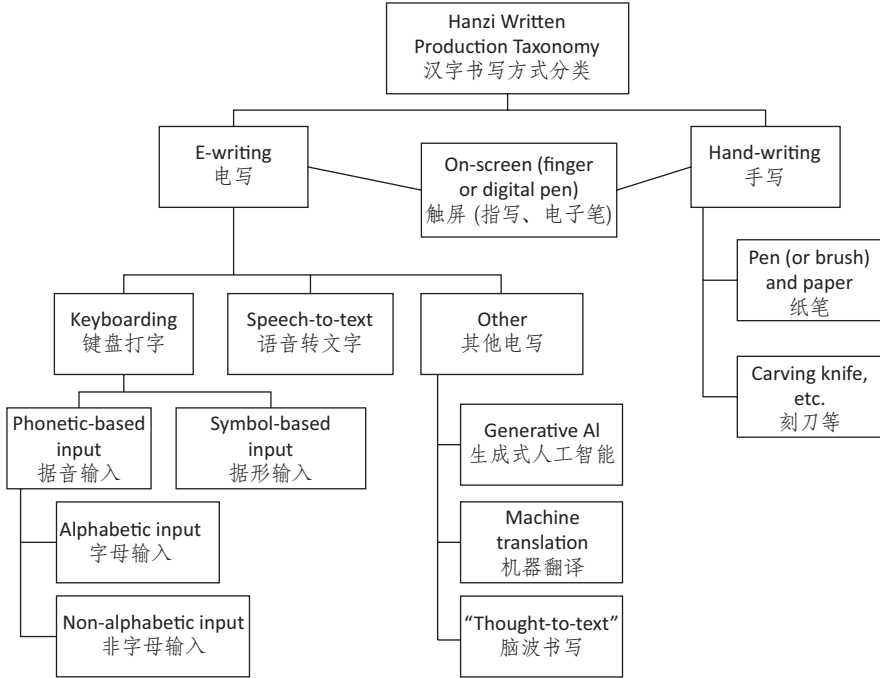 Hanzi Written
Production Taxonomy
汉字书写方式分类
E-writing
电写
On-screen (finger
or digital pen)
触屏 (指写、电子笔)
Hand-writing
手写
Pen (or brush)
and paper
纸笔
Carving knife,
etc.
刻刀等
Keyboarding
键盘打字
Speech-to-text
语音转文字
Other
其他电写
Phonetic-based
input
据音输入
Symbol-based
input
据形输入
Alphabetic input
字母输入
Non-alphabetic input
非字母输入
Generative AI
生成式人工智能
Machine
translation
机器翻译
“Thought-to-text”
脑波书写